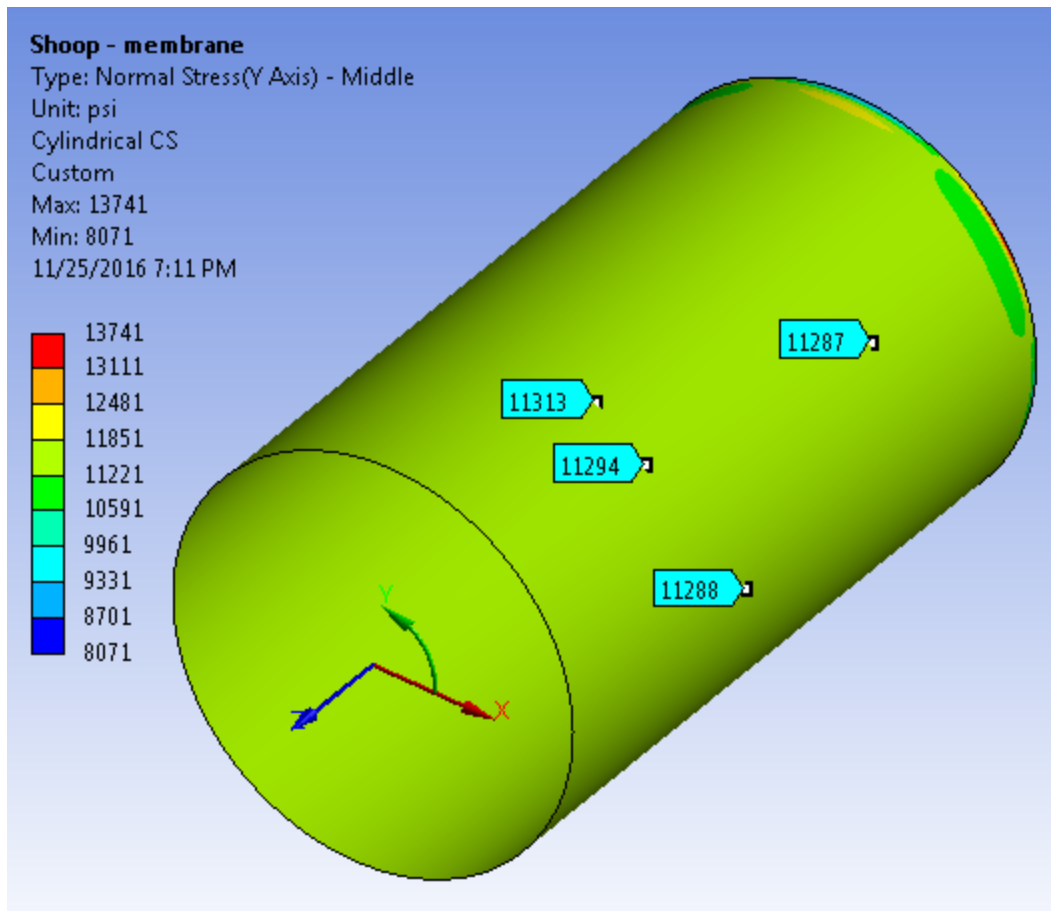 Shoop - membrane
Type: Normal Stress(Y Axis) - Middle
Unit: psi
Cylindrical CS
Custom
Max: 13741
Min: 8071
11/25/2016 7:11 PM
13741
13111
12481
11851
11221
10591
9961
9331
8701
8071
11287
11313
11294
11288
Y
X
Z